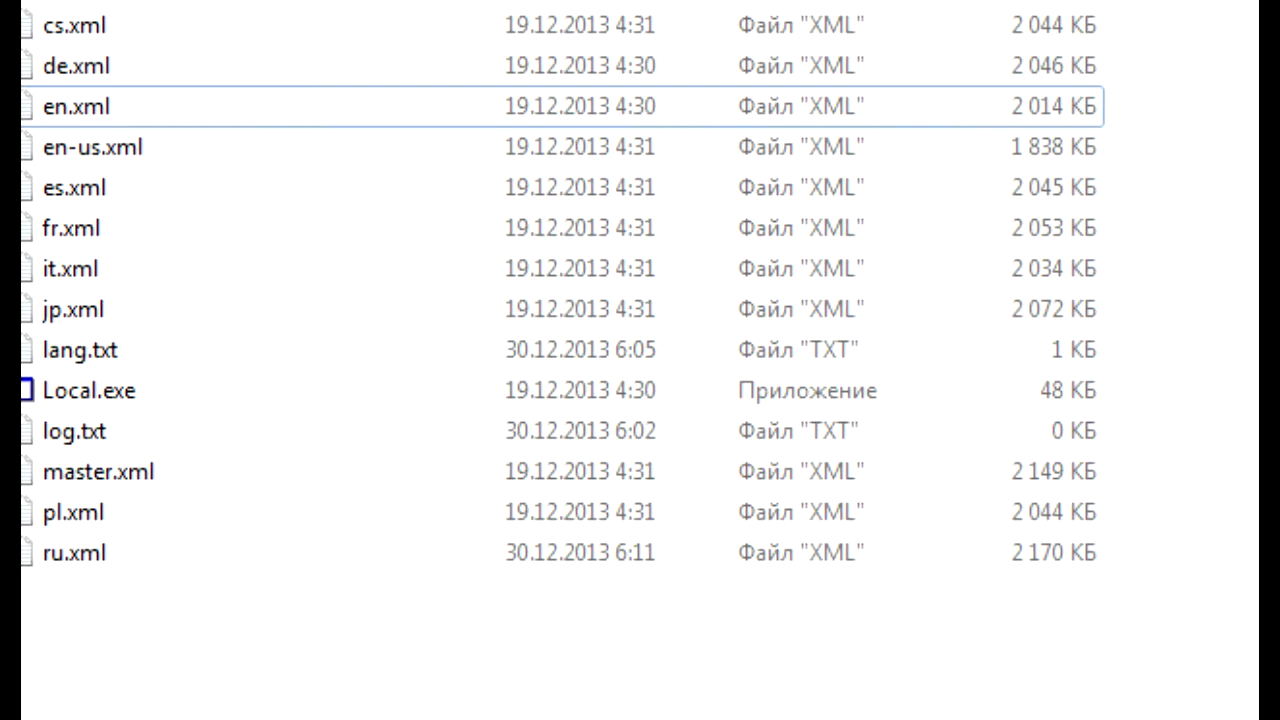 cs.xml 19.12.2013 4:31 Файл "XML" 2 044 КБ
de.xml 19.12.2013 4:30 Файл "XML" 2 046 КБ
en.xml 19.12.2013 4:30 Файл "XML" 2 014 КБ
en-us.xml 19.12.2013 4:31 Файл "XML" 1 838 КБ
es.xml 19.12.2013 4:31 Файл "XML" 2 045 КБ
fr.xml 19.12.2013 4:31 Файл "XML" 2 053 КБ
it.xml 19.12.2013 4:31 Файл "XML" 2 034 КБ
jp.xml 19.12.2013 4:31 Файл "XML" 2 072 КБ
lang.txt 30.12.2013 6:05 Файл "TXT" 1 КБ
Local.exe 19.12.2013 4:30 Приложение 48 КБ
log.txt 30.12.2013 6:02 Файл "TXT" 0 КБ
master.xml 19.12.2013 4:31 Файл "XML" 2 149 КБ
pl.xml 19.12.2013 4:31 Файл "XML" 2 044 КБ
ru.xml 30.12.2013 6:11 Файл "XML" 2 170 КБ